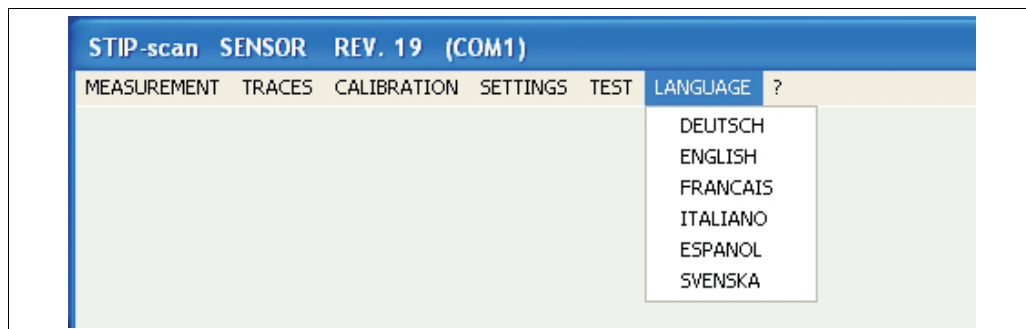 STIP-scan SENSOR REV. 19 (COM1)
MEASUREMENT TRACES CALIBRATION SETTINGS TEST LANGUAGE ?
DEUTSCH
ENGLISH
FRANCAIS
ITALIANO
ESPANOL
SVENSKA